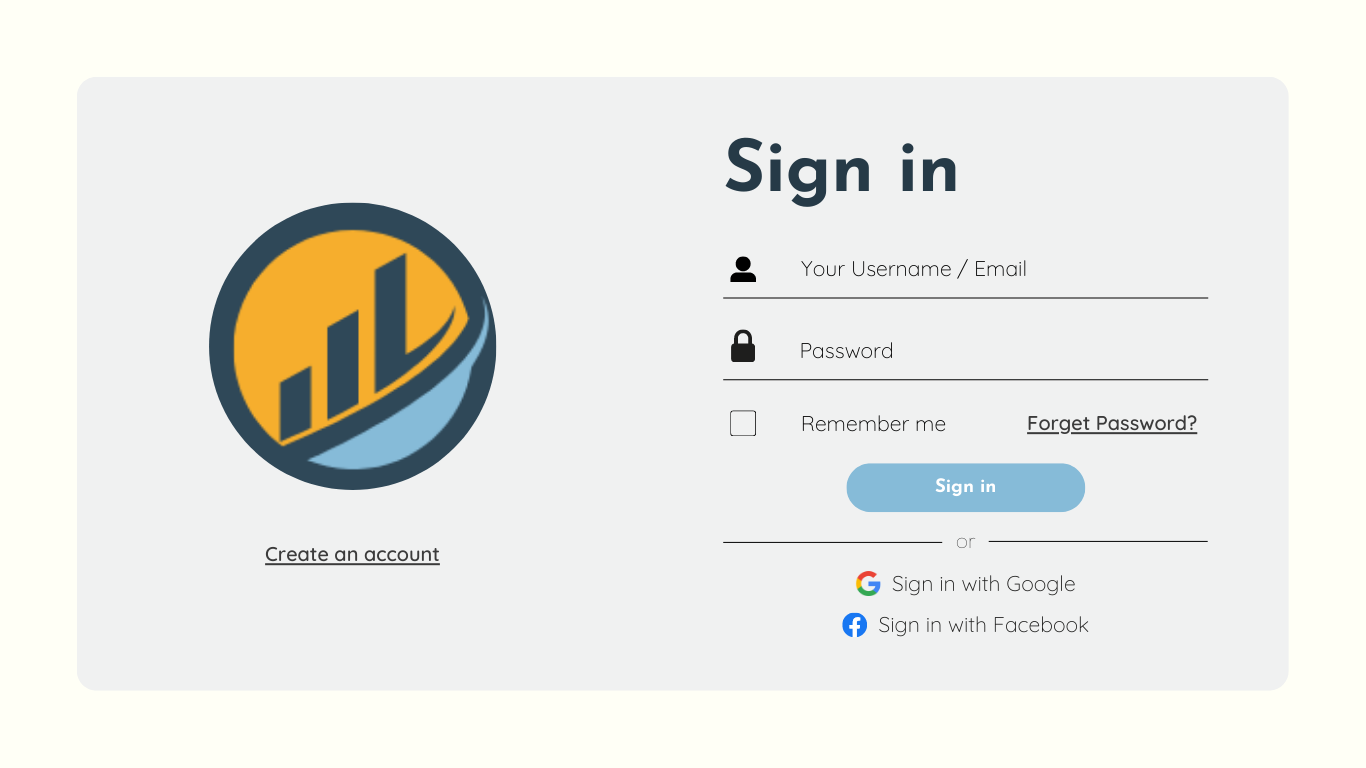 Sign in
Your Username / Email
Password
Remember me
Forget Password?
Sign in
or
Sign in with Google
Sign in with Facebook
Create an account